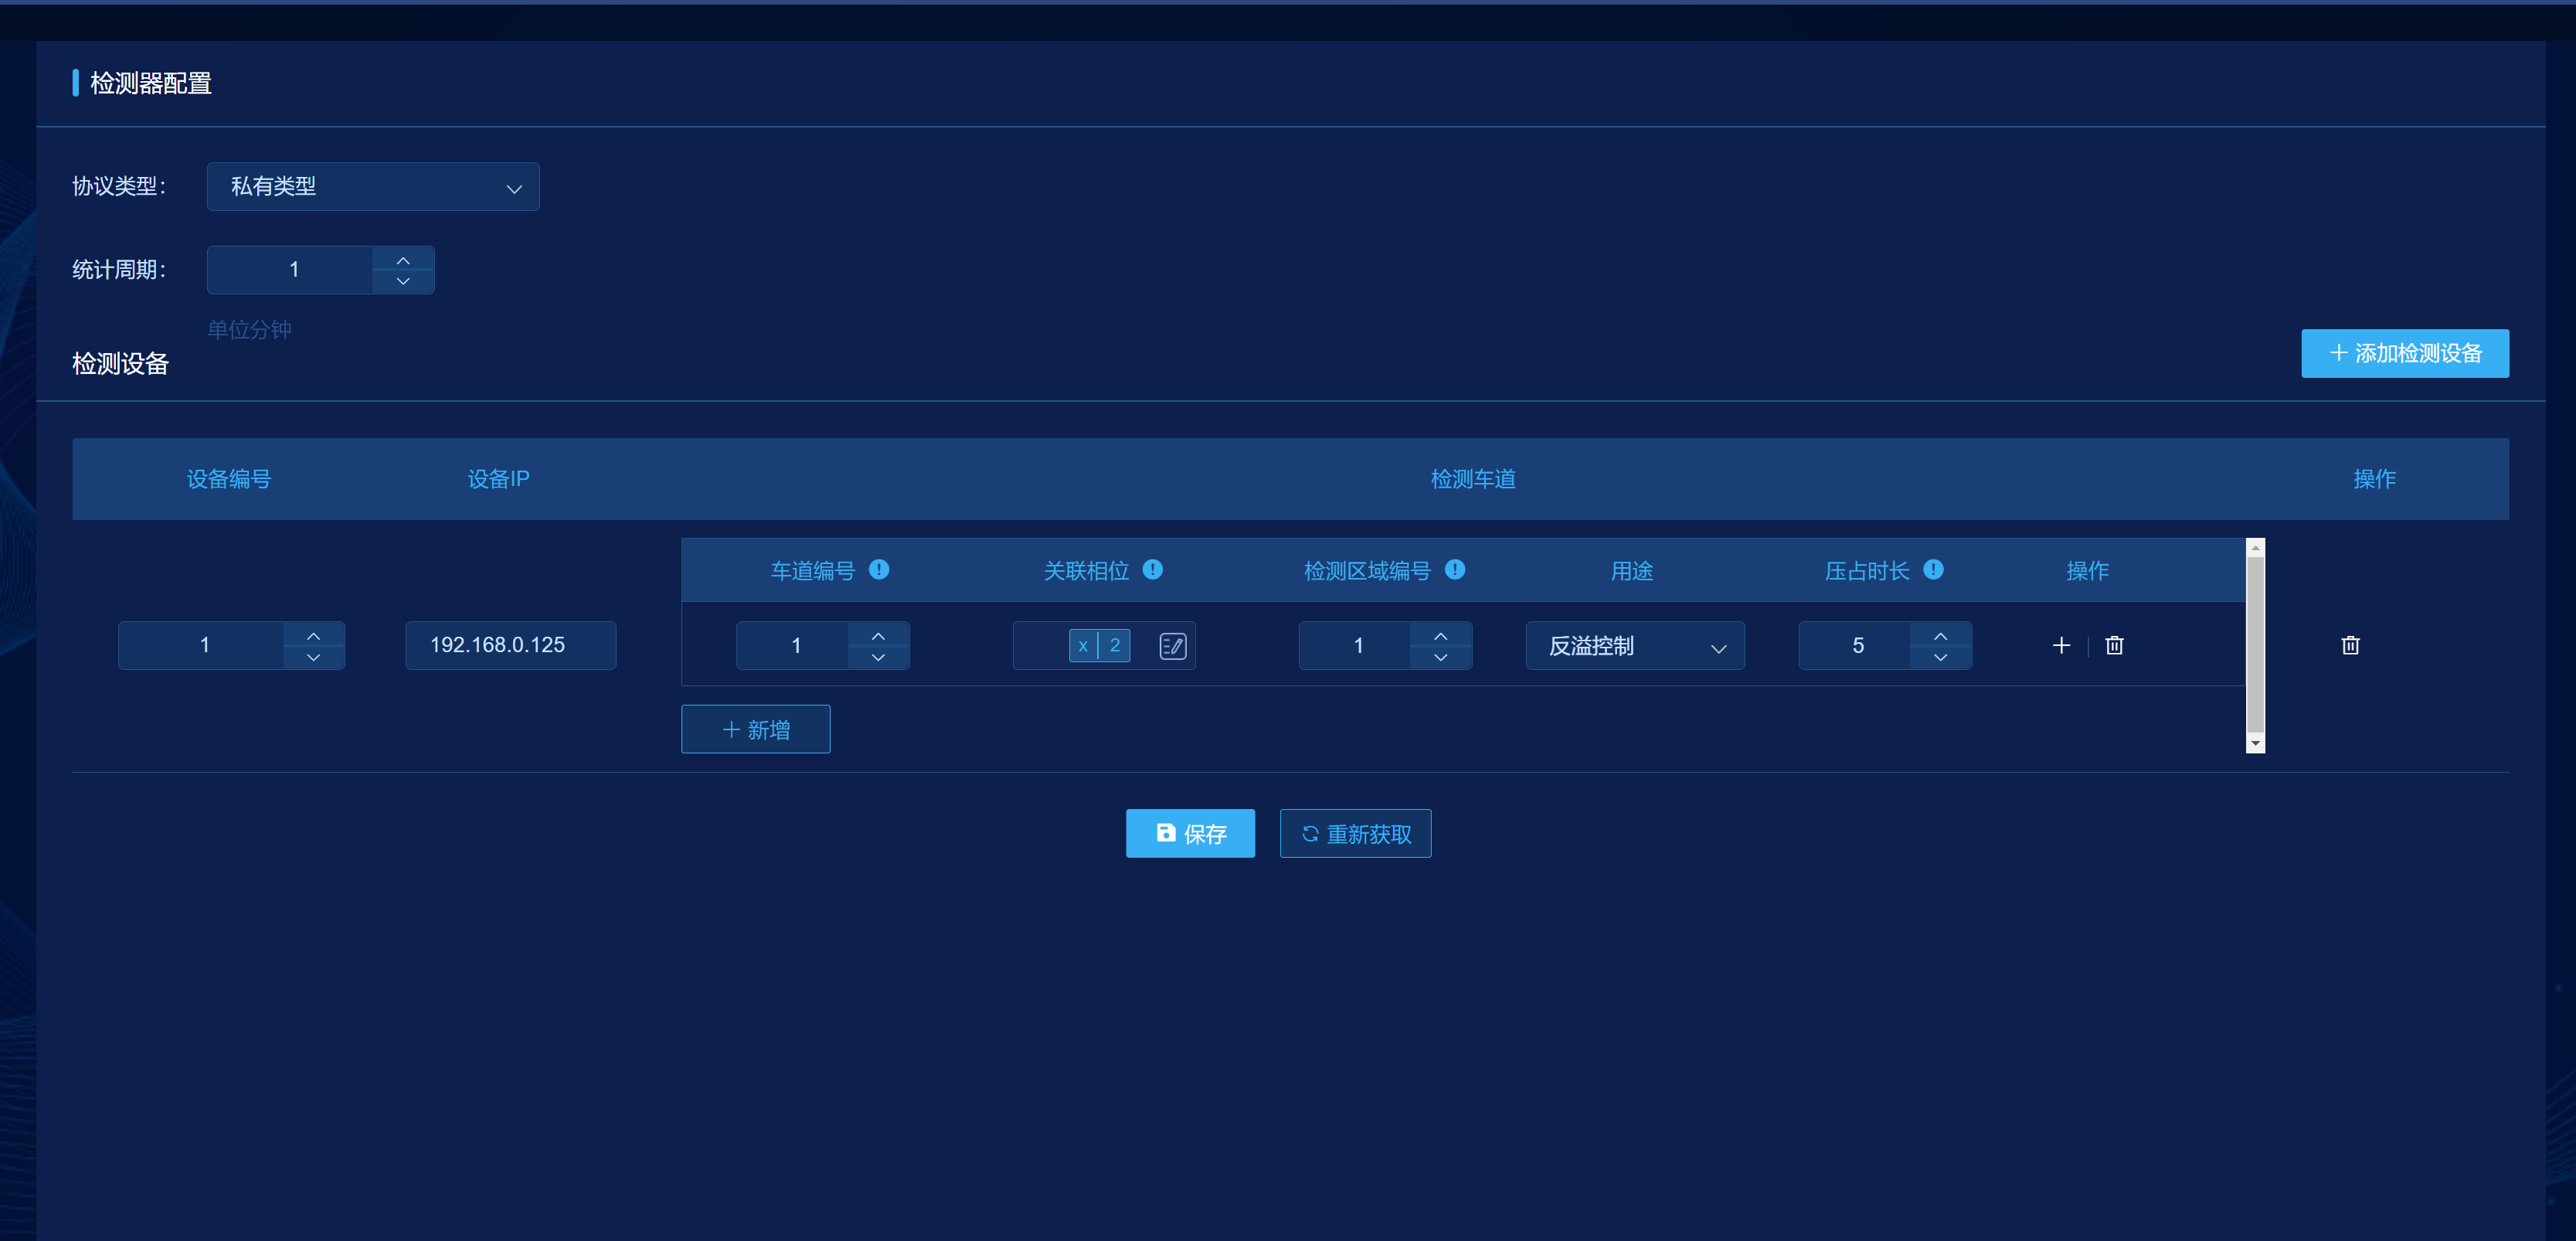 检测器配置
协议类型： 私有类型
统计周期： 1
单位分钟
检测设备
添加检测设备
设备编号 设备IP 检测车道 操作
车道编号 关联相位 检测区域编号 用途 压占时长 操作
1 192.168.0.125 1 x 2 1 反溢控制 5
新增
保存 重新获取